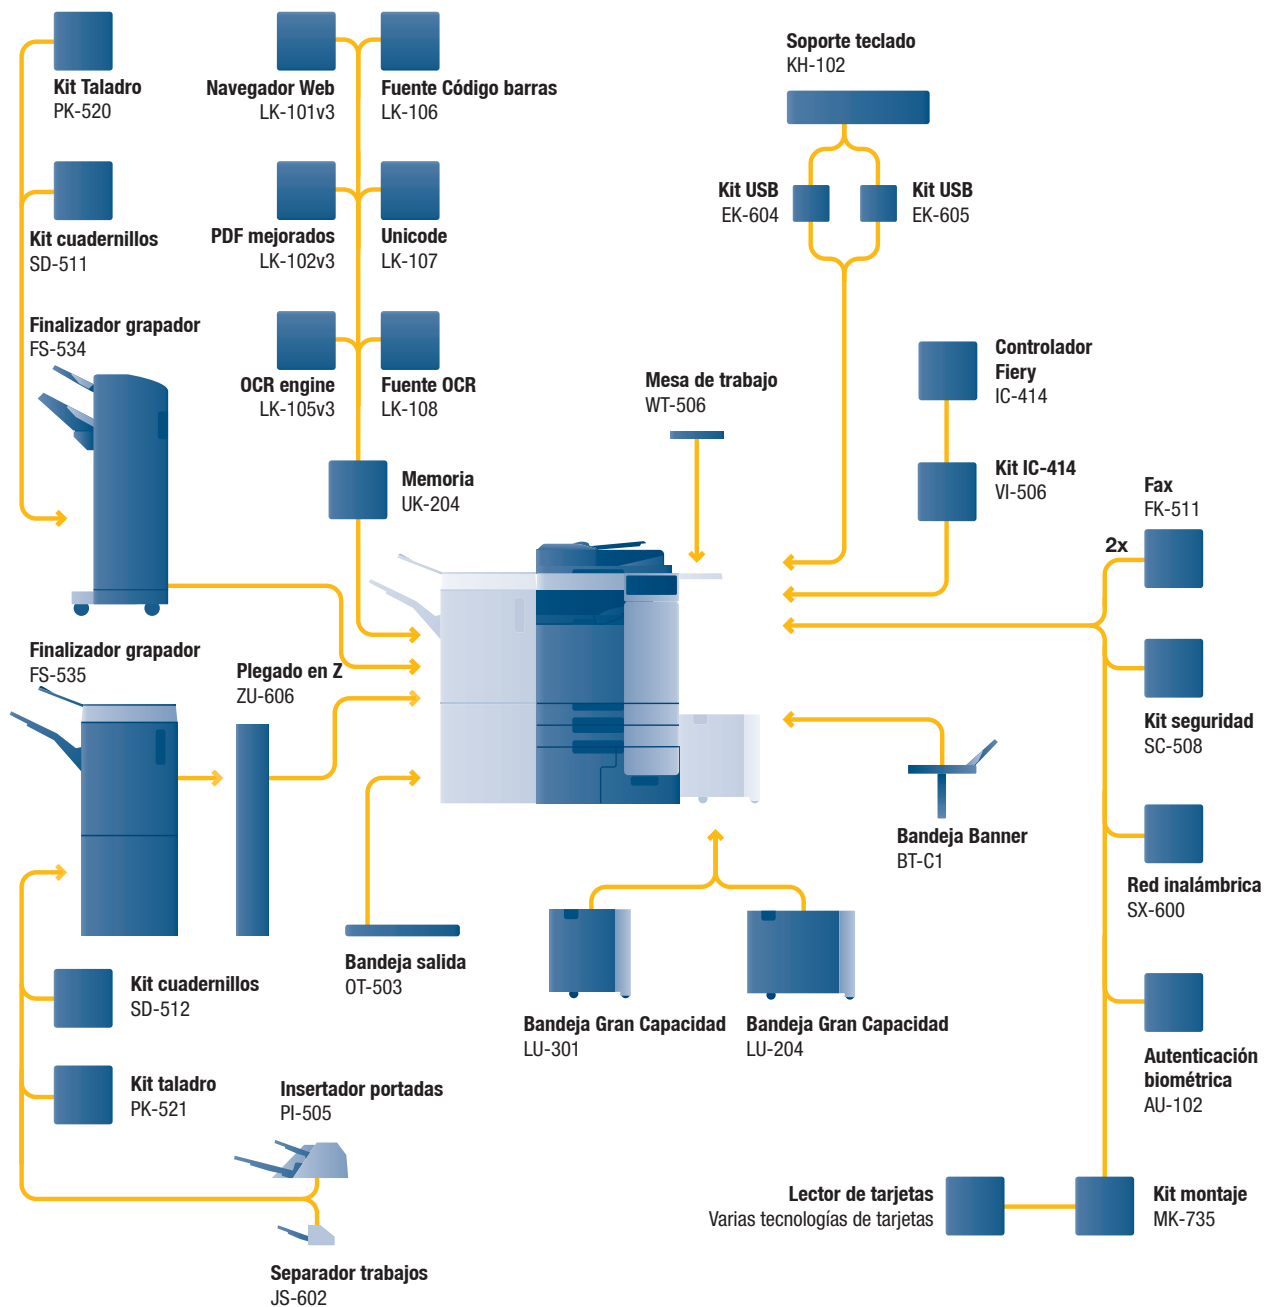 Kit Taladro
PK-520
Kit cuadernillos
SD-511
Finalizador grapador
FS-534
Navegador Web
LK-101v3
Fuente Código barras
LK-106
PDF mejorados
LK-102v3
Unicode
LK-107
OCR engine
LK-105v3
Fuente OCR
LK-108
Memoria
UK-204
Soporte teclado
KH-102
Kit USB
EK-604
Kit USB
EK-605
Mesa de trabajo
WT-506
Controlador
Fiery
IC-414
Kit IC-414
VI-506
Fax
FK-511
2x
Kit seguridad
SC-508
Red inalámbrica
SX-600
Autenticación
biométrica
AU-102
Kit montaje
MK-735
Lector de tarjetas
Varias tecnologías de tarjetas
Bandeja Banner
BT-C1
Finalizador grapador
FS-535
Plegado en Z
ZU-606
Bandeja salida
OT-503
Bandeja Gran Capacidad
LU-301
Bandeja Gran Capacidad
LU-204
Kit cuadernillos
SD-512
Kit taladro
PK-521
Insertador portadas
PI-505
Separador trabajos
JS-602